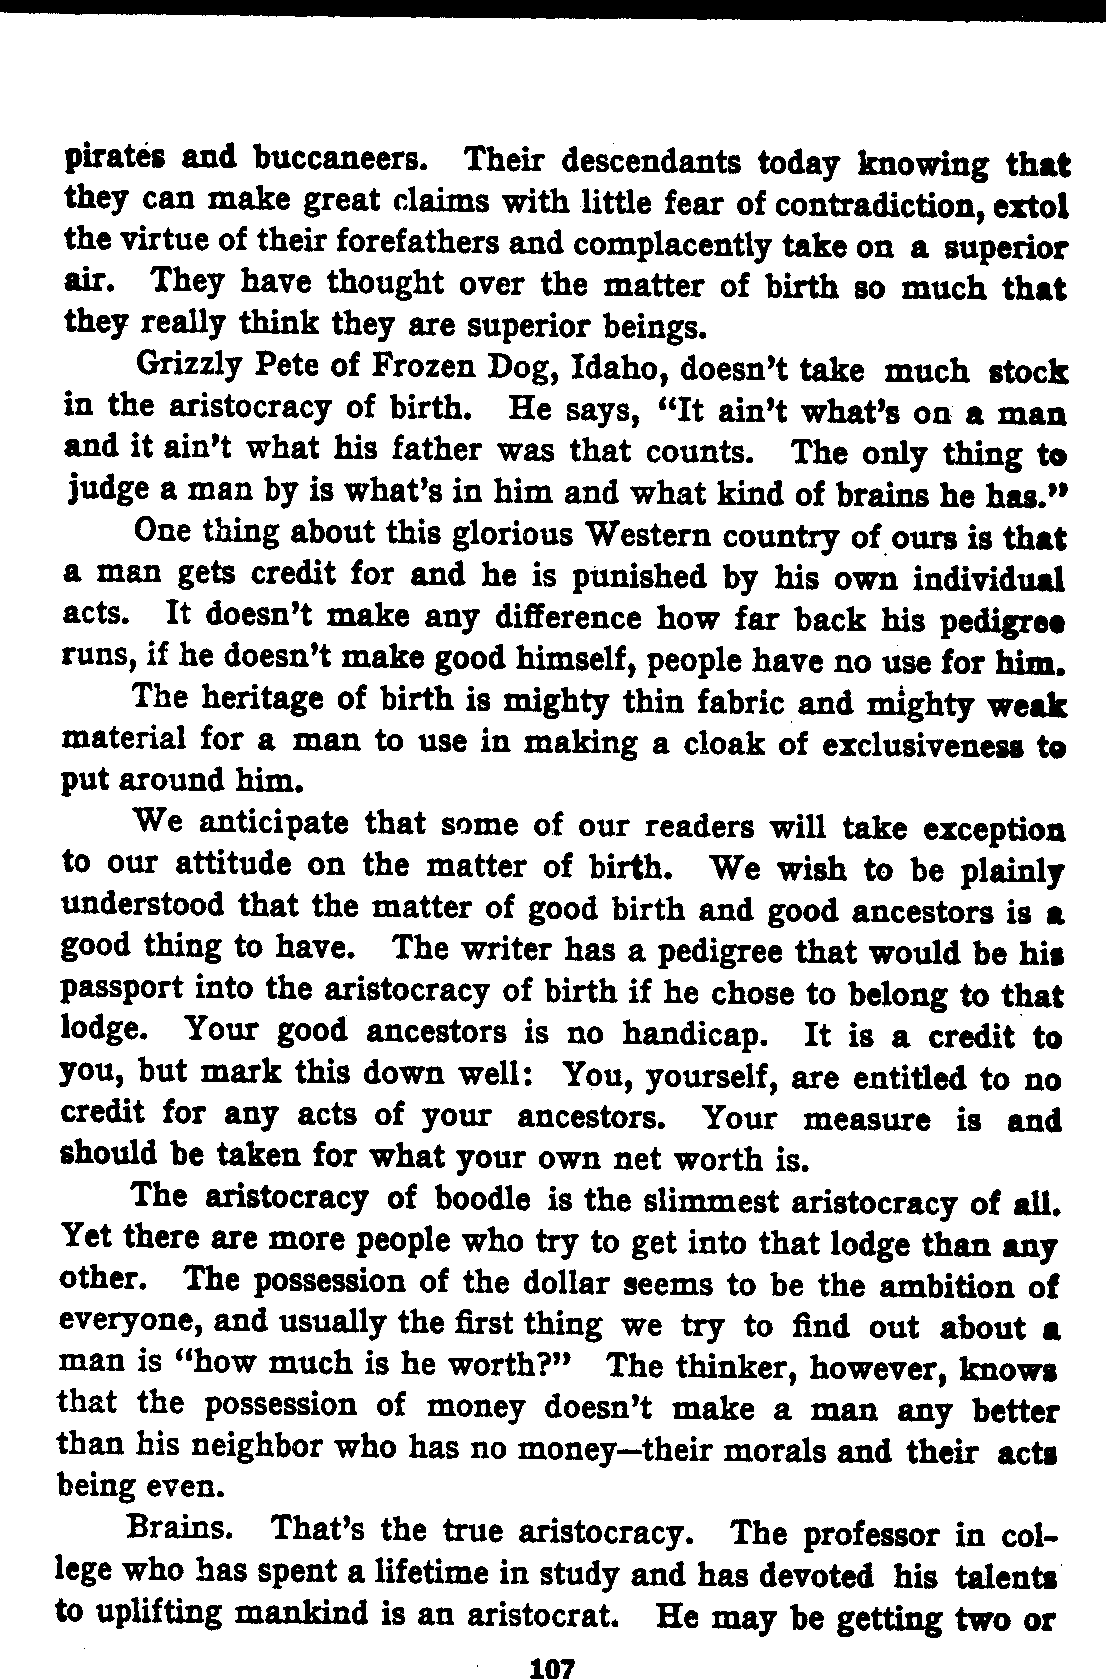 pirates and buccaneers. Their descendants today knowing that
they can make great claims with little fear of contradiction, extol
the virtue of their forefathers and complacently take on a superior
air. They have thought over the matter of birth so much that
they really think they are superior beings.
Grizzly Pete of Frozen Dog, Idaho, doesn't take much stock
in the aristocracy of birth. He says, "It ain't what's on a man
and it ain't what his father was that counts. The only thing to
judge a man by is what's in him and what kind of brains he has."
One thing about this glorious Western country of ours is that
a man gets credit for and he is punished by his own individual
acts. It doesn't make any difference how far back his pedigree
runs, if he doesn't make good himself, people have no use for him.
The heritage of birth is mighty thin fabric and mighty weak
material for a man to use in making a cloak of exclusiveness to
put around him.
We anticipate that some of our readers will take exception
to our attitude on the matter of birth. We wish to be plainly
understood that the matter of good birth and good ancestors is a
good thing to have. The writer has a pedigree that would be his
passport into the aristocracy of birth if he chose to belong to that
lodge. Your good ancestors is no handicap. It is a credit to
you, but mark this down well: You, yourself, are entitled to no
credit for any acts of your ancestors. Your measure is and
should be taken for what your own net worth is.
The aristocracy of boodle is the slimmest aristocracy of all.
Yet there are more people who try to get into that lodge than any
other. The possession of the dollar seems to be the ambition of
everyone, and usually the first thing we try to find out about a
man is "how much is he worth?" The thinker, however, knows
that the possession of money doesn't make a man any better
than his neighbor who has no money—their morals and their acts
being even.
Brains. That's the true aristocracy. The professor in col-
lege who has spent a lifetime in study and has devoted his talents
to uplifting mankind is an aristocrat. He may be getting two or
107